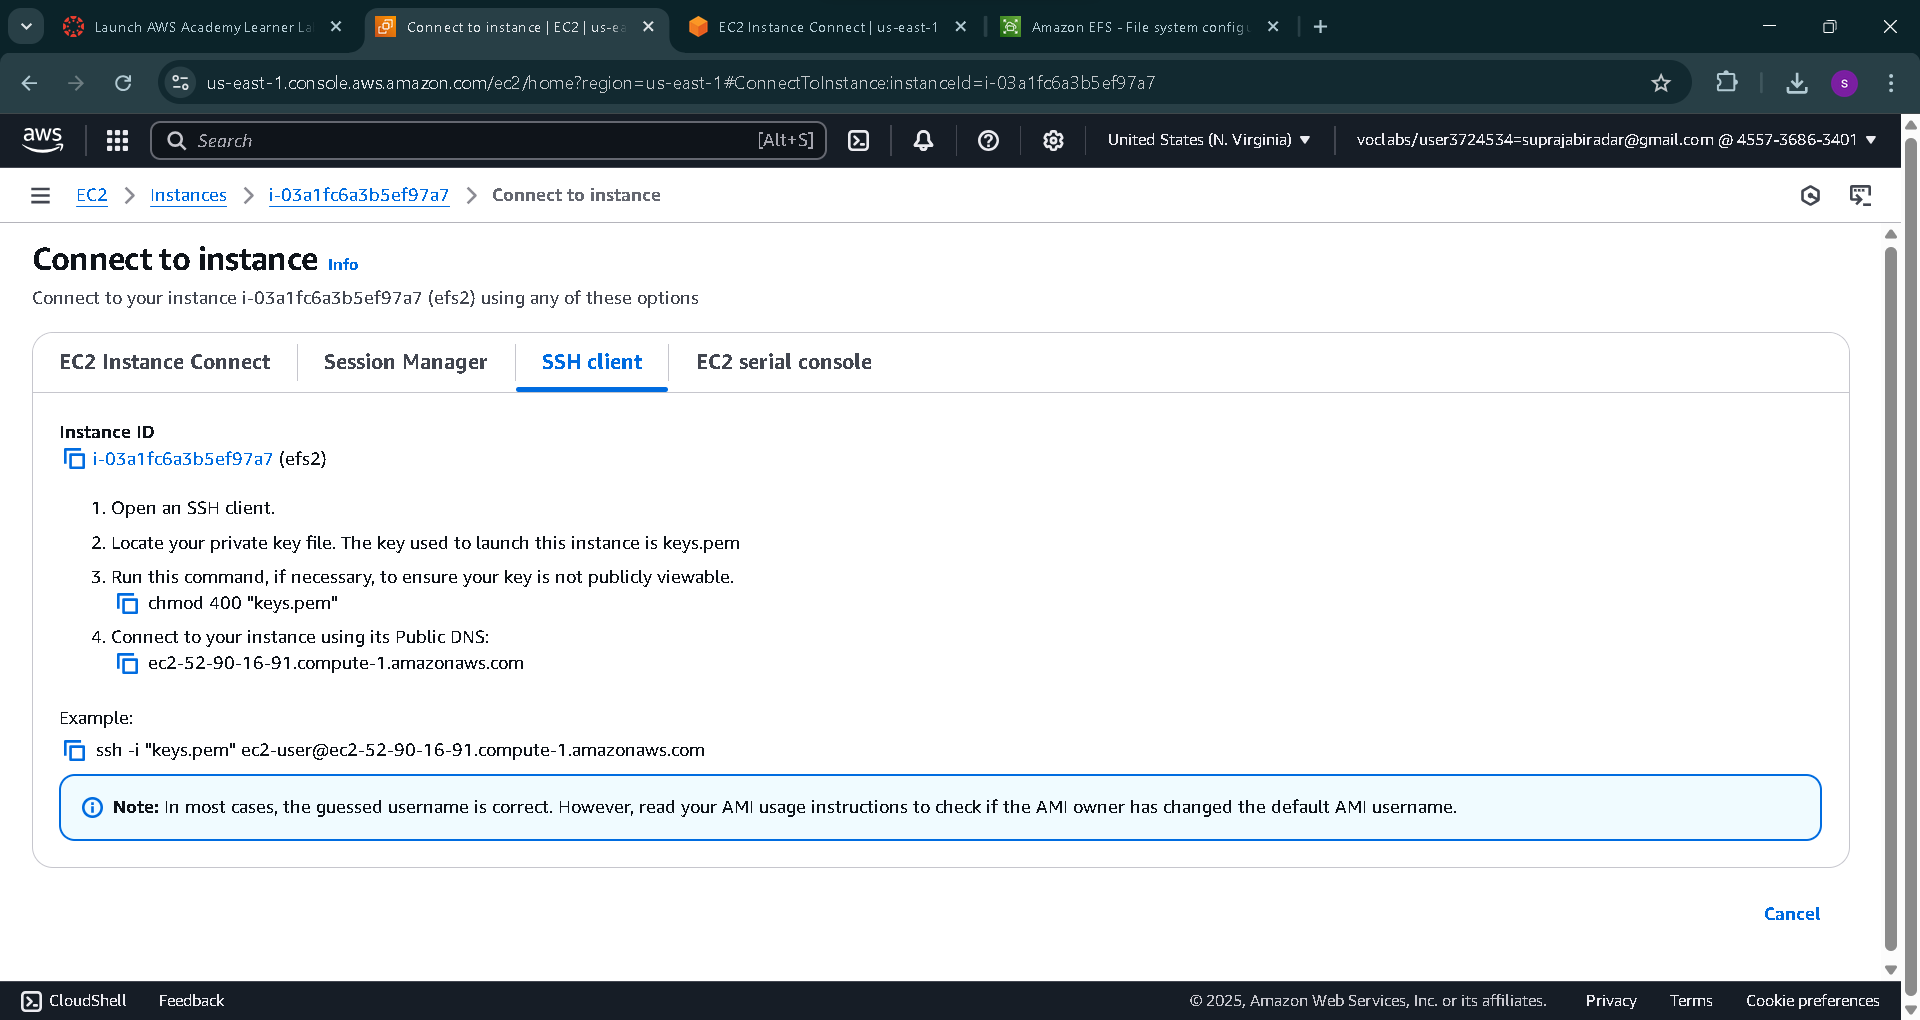 Launch AWS Academy Learner La
Connect to instance | EC2 | us-ea
EC2 Instance Connect | us-east-1
Amazon EFS - File system configu
us-east-1.console.aws.amazon.com/ec2/home?region=us-east-1#ConnectToInstance:instanceId=i-03a1fc6a3b5ef97a7
S
aws
Search
[Alt+S]
United States (N. Virginia)
voclabs/user3724534=suprajabiradar@gmail.com @ 4557-3686-3401
EC2 > Instances > i-03a1fc6a3b5ef97a7 > Connect to instance
Connect to instance Info
Connect to your instance i-03a1fc6a3b5ef97a7 (efs2) using any of these options
EC2 Instance Connect
Session Manager
SSH client
EC2 serial console
Instance ID
i-03a1fc6a3b5ef97a7 (efs2)
1. Open an SSH client.
2. Locate your private key file. The key used to launch this instance is keys.pem
3. Run this command, if necessary, to ensure your key is not publicly viewable.
chmod 400 "keys.pem"
4. Connect to your instance using its Public DNS:
ec2-52-90-16-91.compute-1.amazonaws.com
Example:
ssh -i "keys.pem" ec2-user@ec2-52-90-16-91.compute-1.amazonaws.com
Note: In most cases, the guessed username is correct. However, read your AMI usage instructions to check if the AMI owner has changed the default AMI username.
Cancel
CloudShell
Feedback
© 2025, Amazon Web Services, Inc. or its affiliates.
Privacy
Terms
Cookie preferences